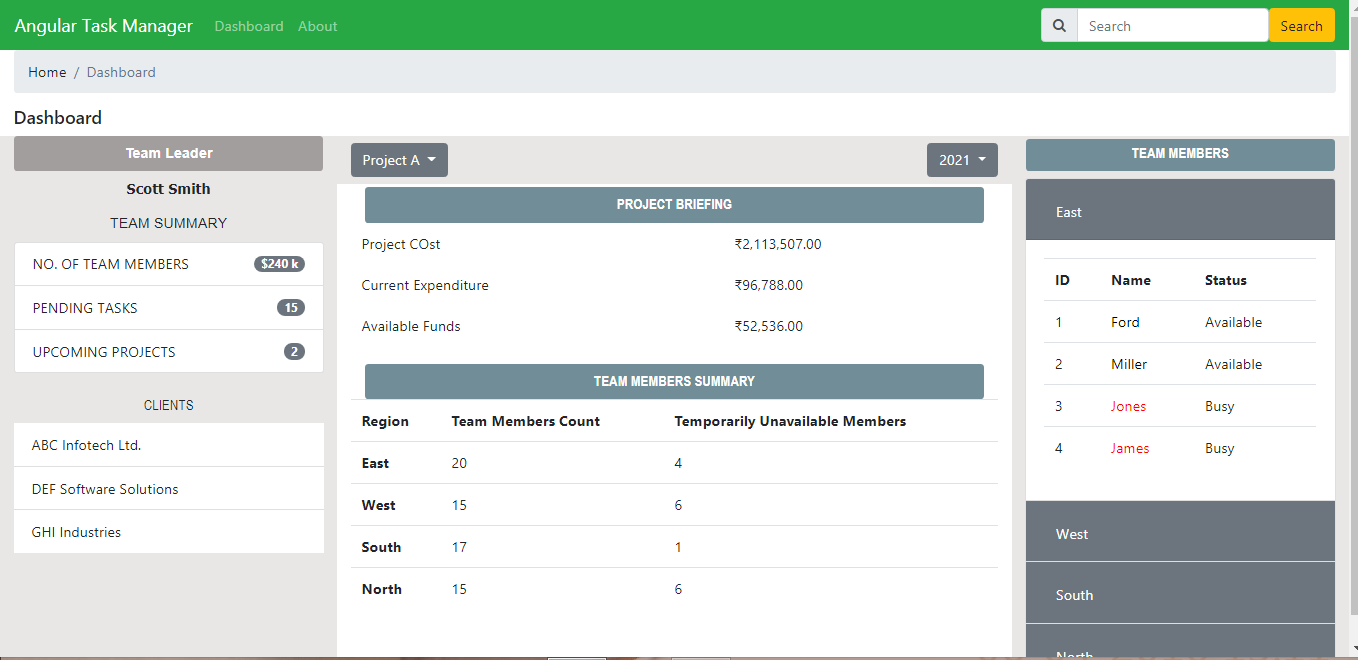 Angular Task Manager Dashboard About Search Search
Home / Dashboard
Dashboard
Team Leader
Scott Smith
TEAM SUMMARY
NO. OF TEAM MEMBERS $240 k
PENDING TASKS 15
UPCOMING PROJECTS 2
CLIENTS
ABC Infotech Ltd.
DEF Software Solutions
GHI Industries
Project A 2021
PROJECT BRIEFING
Project COst ₹2,113,507.00
Current Expenditure ₹96,788.00
Available Funds ₹52,536.00
TEAM MEMBERS SUMMARY
Region Team Members Count Temporarily Unavailable Members
East 20 4
West 15 6
South 17 1
North 15 6
TEAM MEMBERS
East
ID Name Status
1 Ford Available
2 Miller Available
3 Jones Busy
4 James Busy
West
South
North